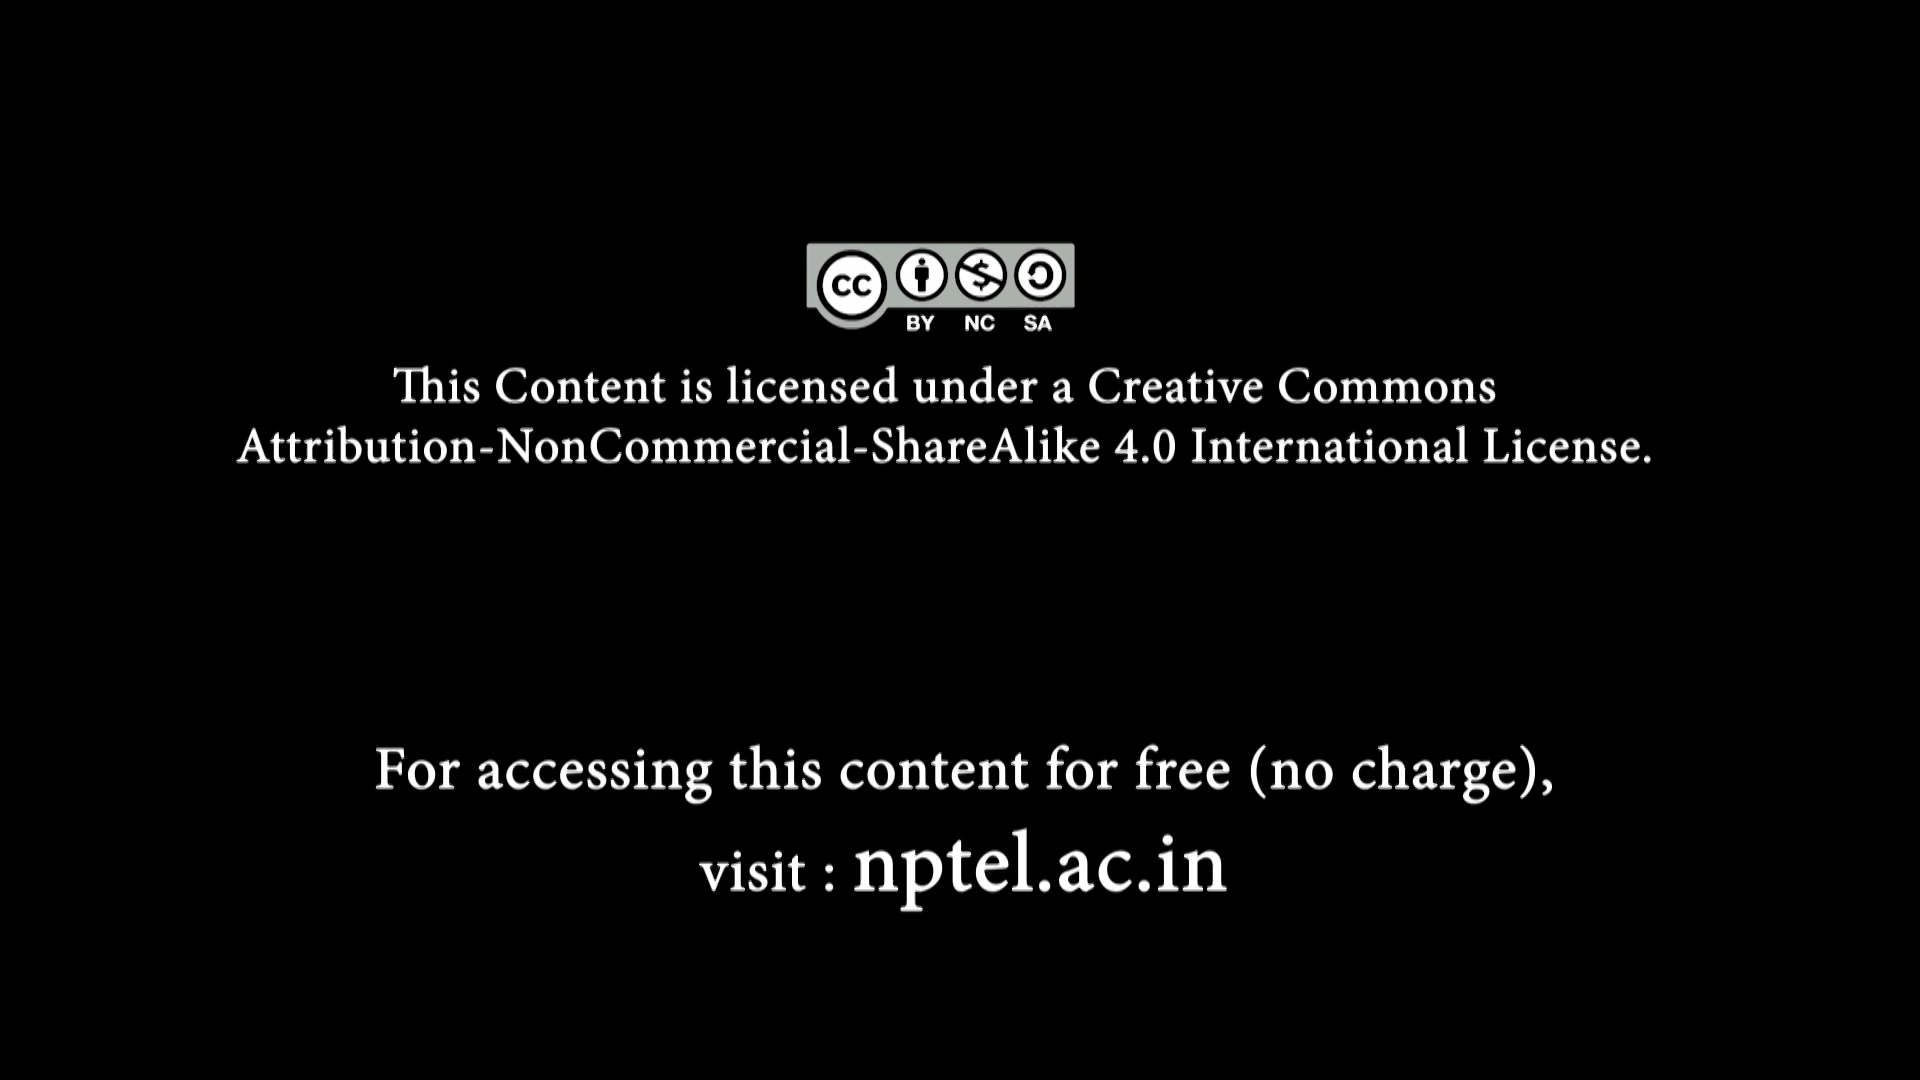 cc
BY NC SA
This Content is licensed under a Creative Commons
Attribution-NonCommercial-ShareAlike 4.0 International License.
For accessing this content for free (no charge),
visit : nptel.ac.in